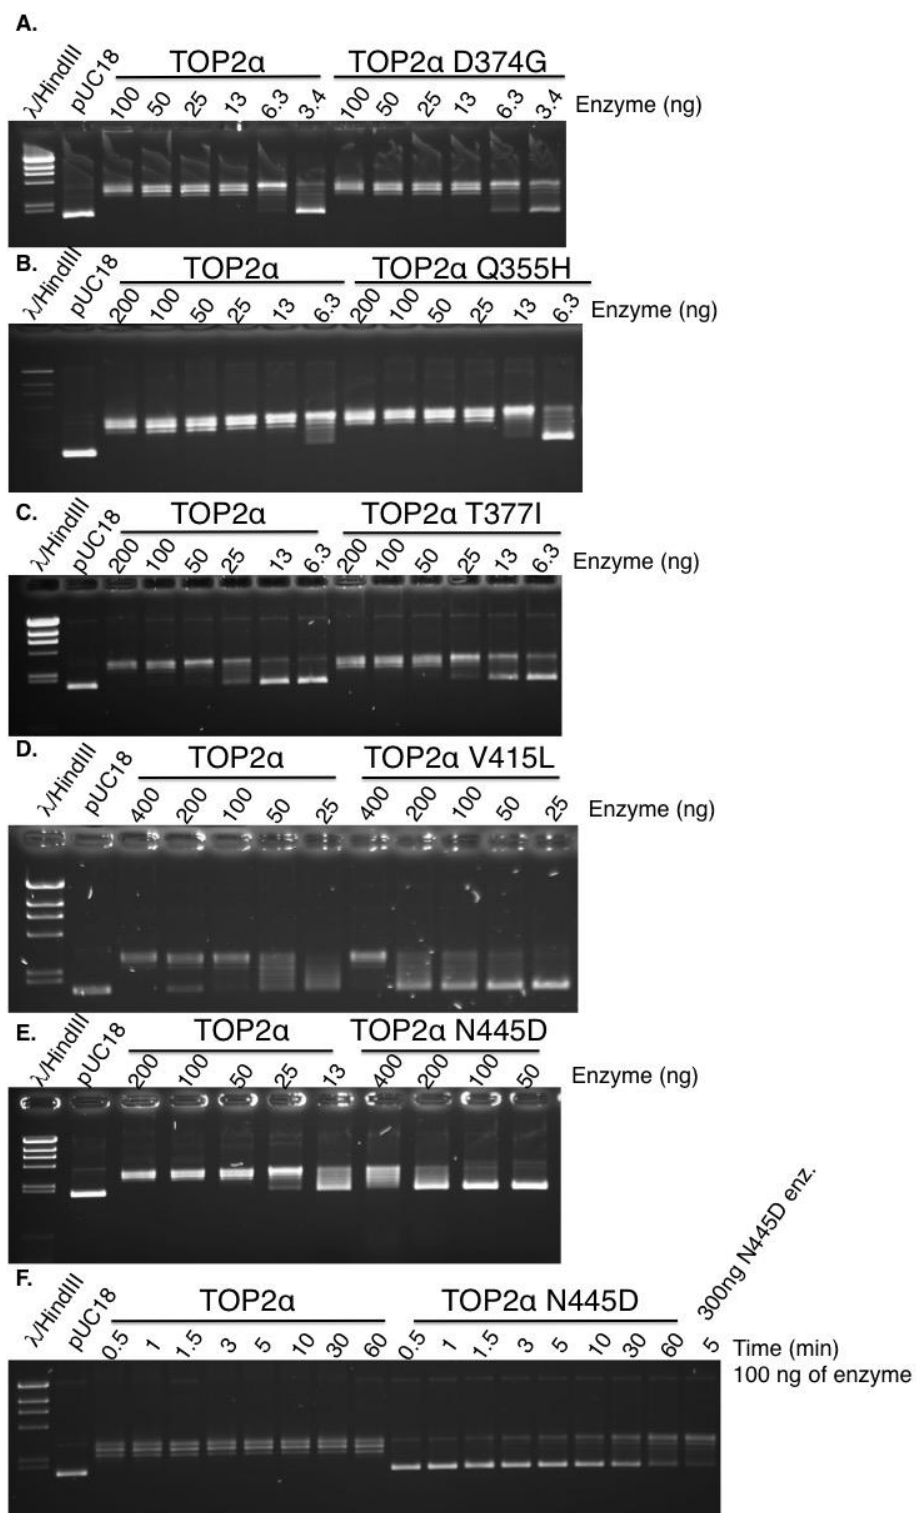 A.
TOP2α TOP2α D374G
λ/HindIII pUC18 100 50 25 13 6.3 3.4 100 50 25 13 6.3 3.4 Enzyme (ng)
B.
TOP2α TOP2α Q355H
λ/HindIII pUC18 200 100 50 25 13 6.3 200 100 50 25 13 6.3 Enzyme (ng)
C.
TOP2α TOP2α T377I
λ/HindIII pUC18 200 100 50 25 13 6.3 200 100 50 25 13 6.3 Enzyme (ng)
D.
TOP2α TOP2α V415L
λ/HindIII pUC18 400 200 100 50 25 400 200 100 50 25 Enzyme (ng)
E.
TOP2α TOP2α N445D
λ/HindIII pUC18 200 100 50 25 13 400 200 100 50 Enzyme (ng)
F.
TOP2α TOP2α N445D 300ng N445D enz.
λ/HindIII pUC18 0.5 1 1.5 3 5 10 30 60 0.5 1 1.5 3 5 10 30 60 5 Time (min)
100 ng of enzyme